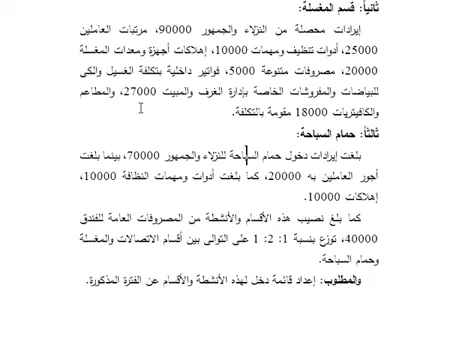 ثانياً: قسم المغسلة:
إيرادات محصلة من النزلاء والجمهور 90000، مرتبات العاملين
25000، أدوات تنظيف ومهمات 10000، إهلاكات أجهزة ومعدات المغسلة
20000، مصروفات متنوعة 5000، فواتير داخلية بتكلفة الغسيل والكى
للبياضات والمفروشات الخاصة بإدارة الغرف والمبيت 27000، والمطاعم
والكافيتريات 18000 مقومة بالتكلفة.
ثالثاً: حمام السباحة:
بلغت إيرادات دخول حمام السباحة للنزلاء والجمهور 70000، بينما بلغت
أجور العاملين به 20000، كما بلغت أدوات ومهمات النظافة 10000،
إهلاكات 10000.
كما بلغ نصيب هذه الأقسام والأنشطة من المصروفات العامة للفندق
40000، توزع بنسبة 1: 2: 1 على التوالى بين أقسام الاتصالات والمغسلة
وحمام السباحة.
والمطلوب: إعداد قائمة دخل لهذه الأنشطة والأقسام عن الفترة المذكورة.